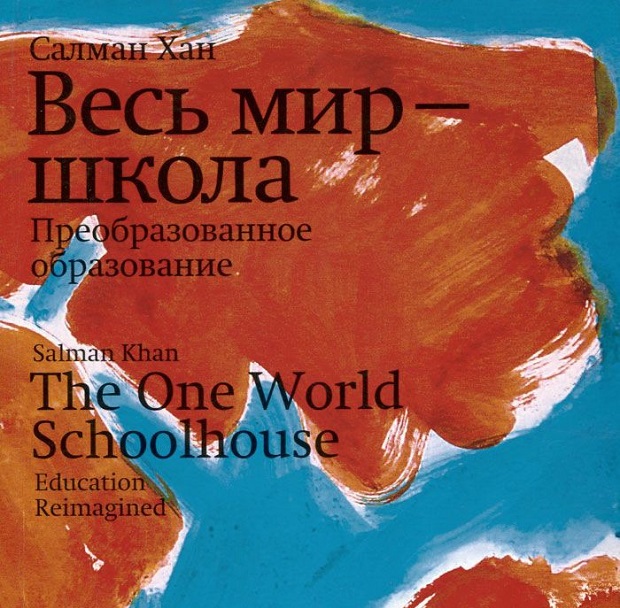 Салман Хан
Весь мир —
школа
Преобразованное
образование
Salman Khan
The One World
Schoolhouse
Education
Reimagined